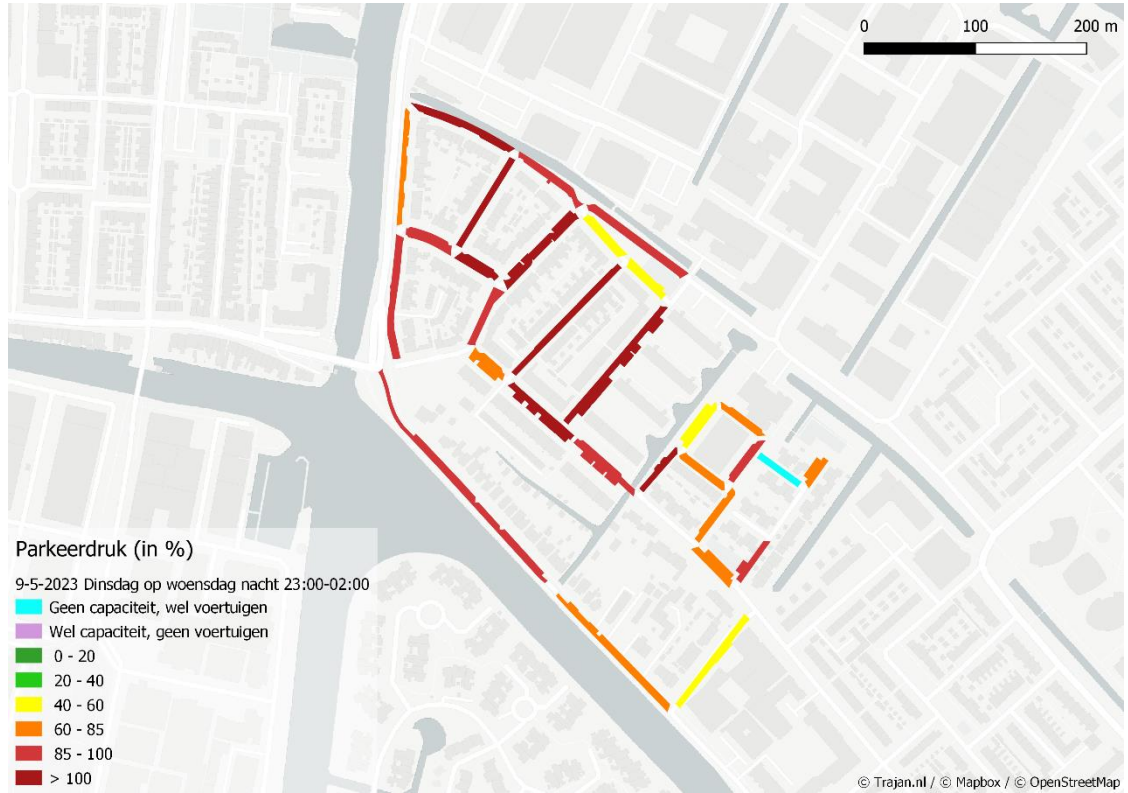 0 100 200 m
Parkeerdruk (in %)
9-5-2023 Dinsdag op woensdag nacht 23:00-02:00
Geen capaciteit, wel voertuigen
Wel capaciteit, geen voertuigen
0 - 20
20 - 40
40 - 60
60 - 85
85 - 100
> 100
© Trajan.nl / © Mapbox / © OpenStreetMap